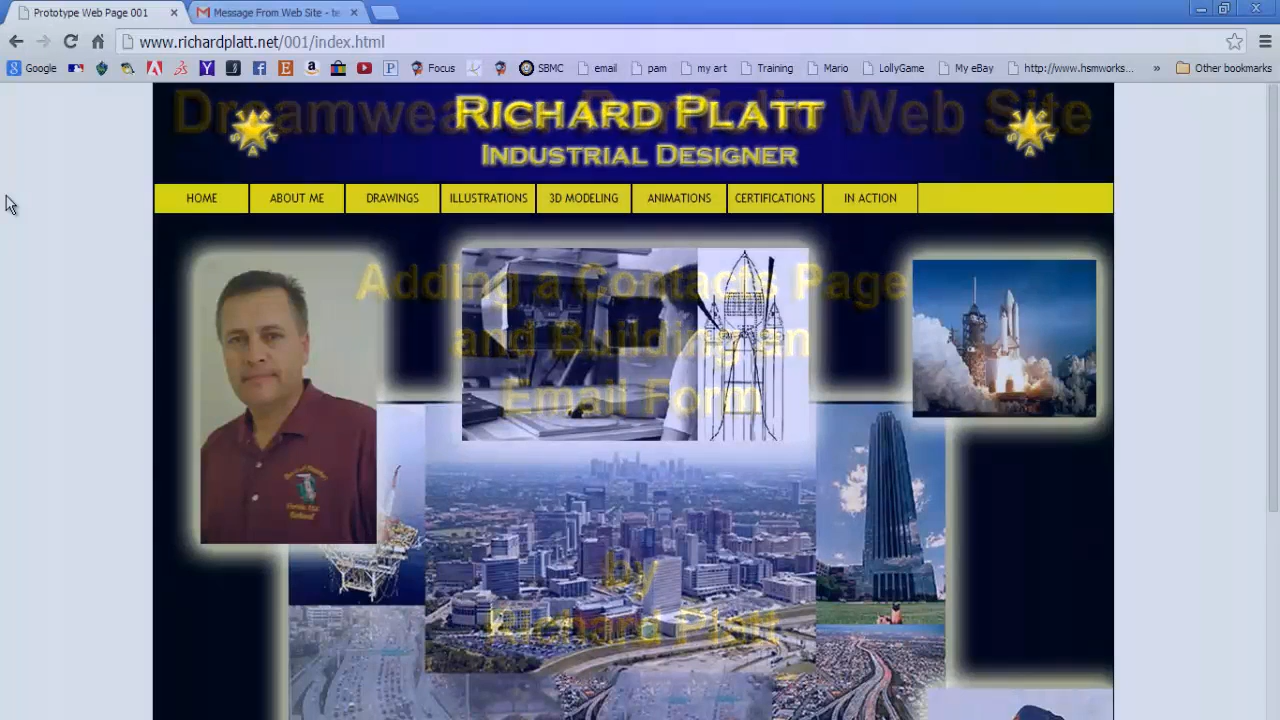 Prototype Web Page 001
Message From Web Site - te
www.richardplatt.net/001/index.html
Google
Focus
SBMC
email
pam
my art
Training
Mario
LollyGame
My eBay
http://www.hsmworks...
»
Other bookmarks
Dreamweaver Portfolio Web Site
RICHARD PLATT
INDUSTRIAL DESIGNER
TEXAS
TEXAS
HOME
ABOUT ME
DRAWINGS
ILLUSTRATIONS
3D MODELING
ANIMATIONS
CERTIFICATIONS
IN ACTION
Adding a Contacts Page
and Building an
Email Form
by
Richard Platt